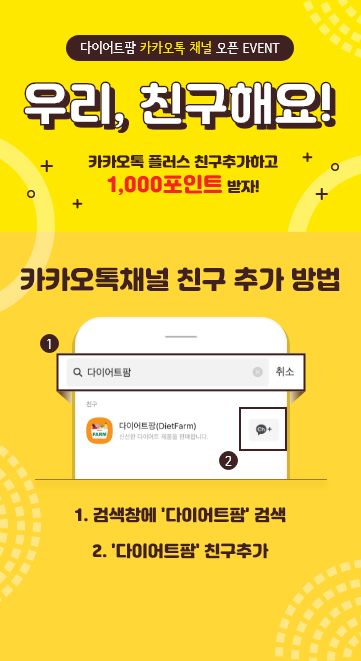 다이어트팜 카카오톡 채널 오픈 EVENT
우리, 친구해요!
카카오톡 플러스 친구추가하고
1,000포인트 받자!
카카오톡채널 친구 추가 방법
1
다이어트팜
취소
친구
다이어트팜(DietFarm)
신선한 다이어트 제품을 판매합니다.
FARM
Ch+
2
1. 검색창에 '다이어트팜' 검색
2. '다이어트팜' 친구추가